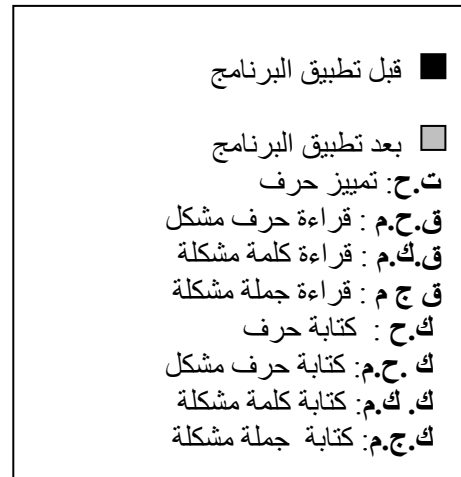 قبل تطبيق البرنامج
بعد تطبيق البرنامج
ت.ح: تمييز حرف
ق.ح.م : قراءة حرف مشكل
ق.ك.م : قراءة كلمة مشكلة
ق ج م : قراءة جملة مشكلة
ك.ح : كتابة حرف
ك .ح.م: كتابة حرف مشكل
ك. ك.م: كتابة كلمة مشكلة
ك.ج.م: كتابة جملة مشكلة